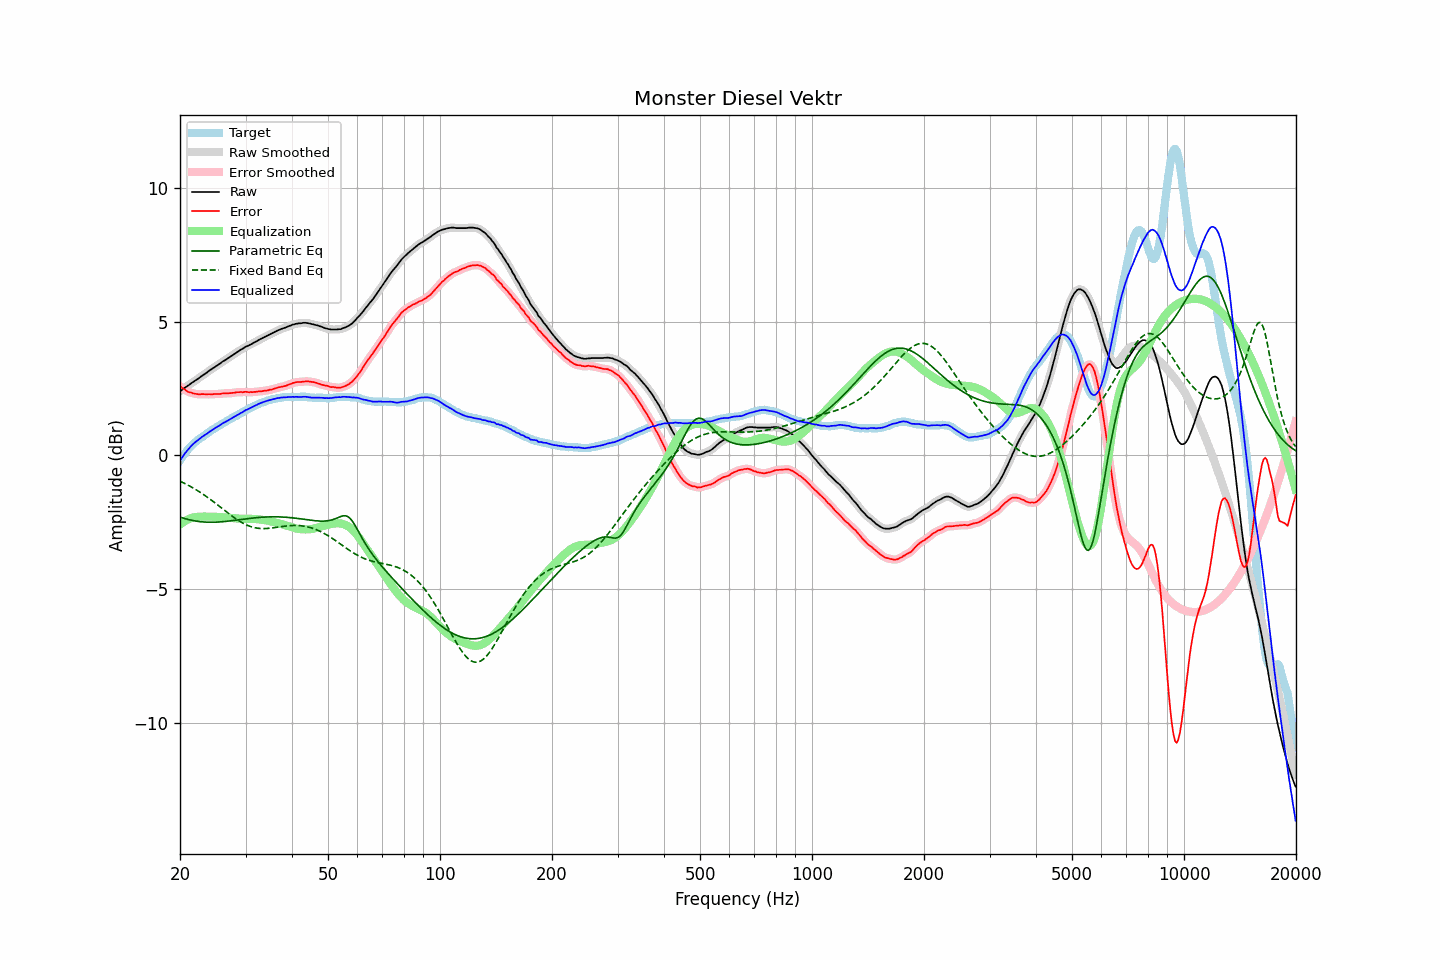 Monster Diesel Vektr
Target
Raw Smoothed
Error Smoothed
Raw
Error
Equalization
Parametric Eq
Fixed Band Eq
Equalized
Amplitude (dBr)
10
5
0
−5
−10
20
50
100
200
500
1000
2000
5000
10000
20000
Frequency (Hz)